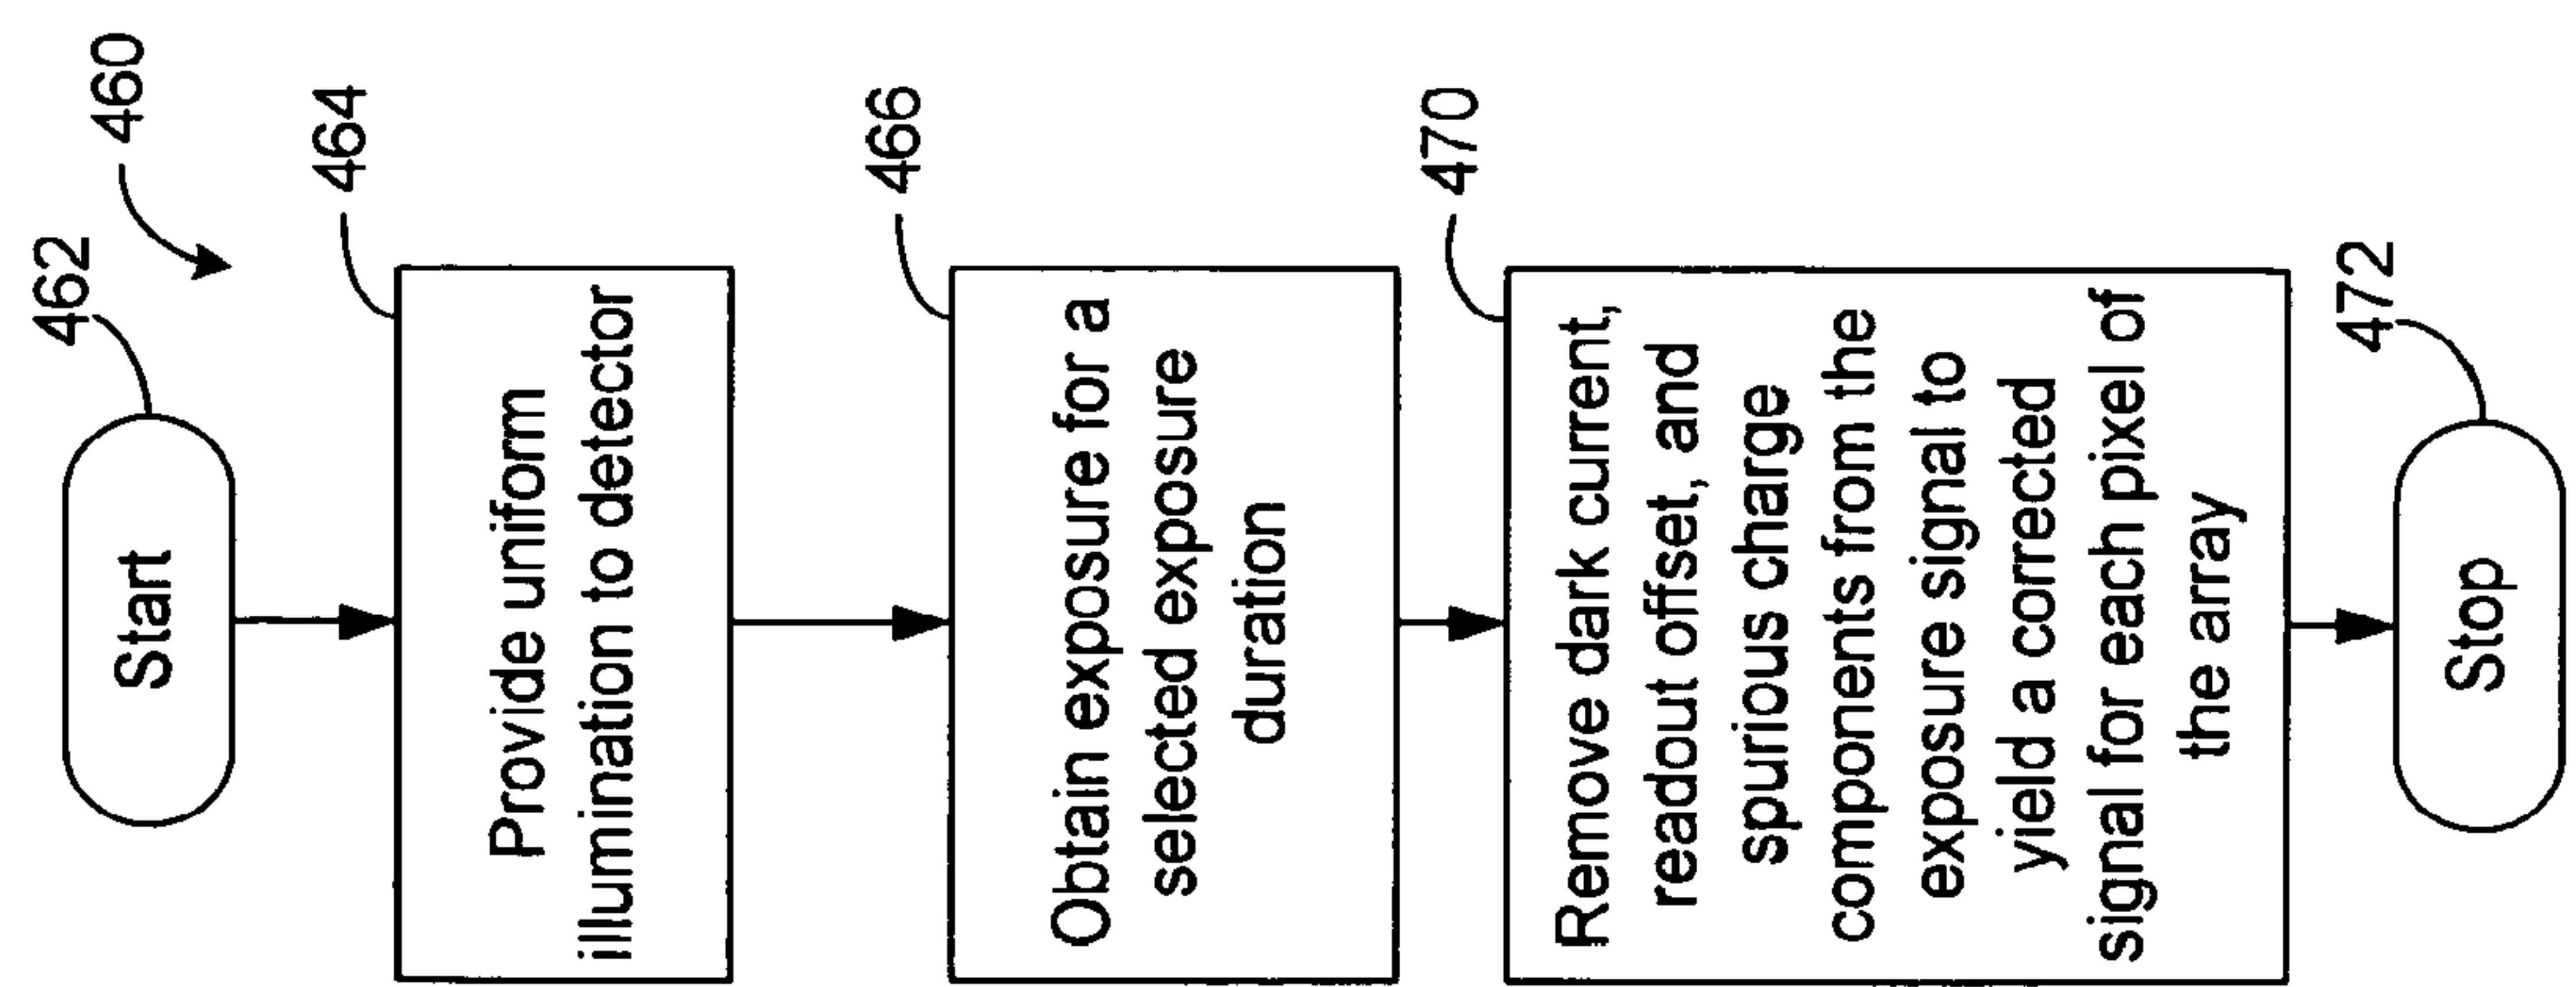 460
462
Start
464
Provide uniform
illumination to detector
466
Obtain exposure for a
selected exposure
duration
470
Remove dark current,
readout offset, and
spurious charge
components from the
exposure signal to
yield a corrected
signal for each pixel of
the array
472
Stop